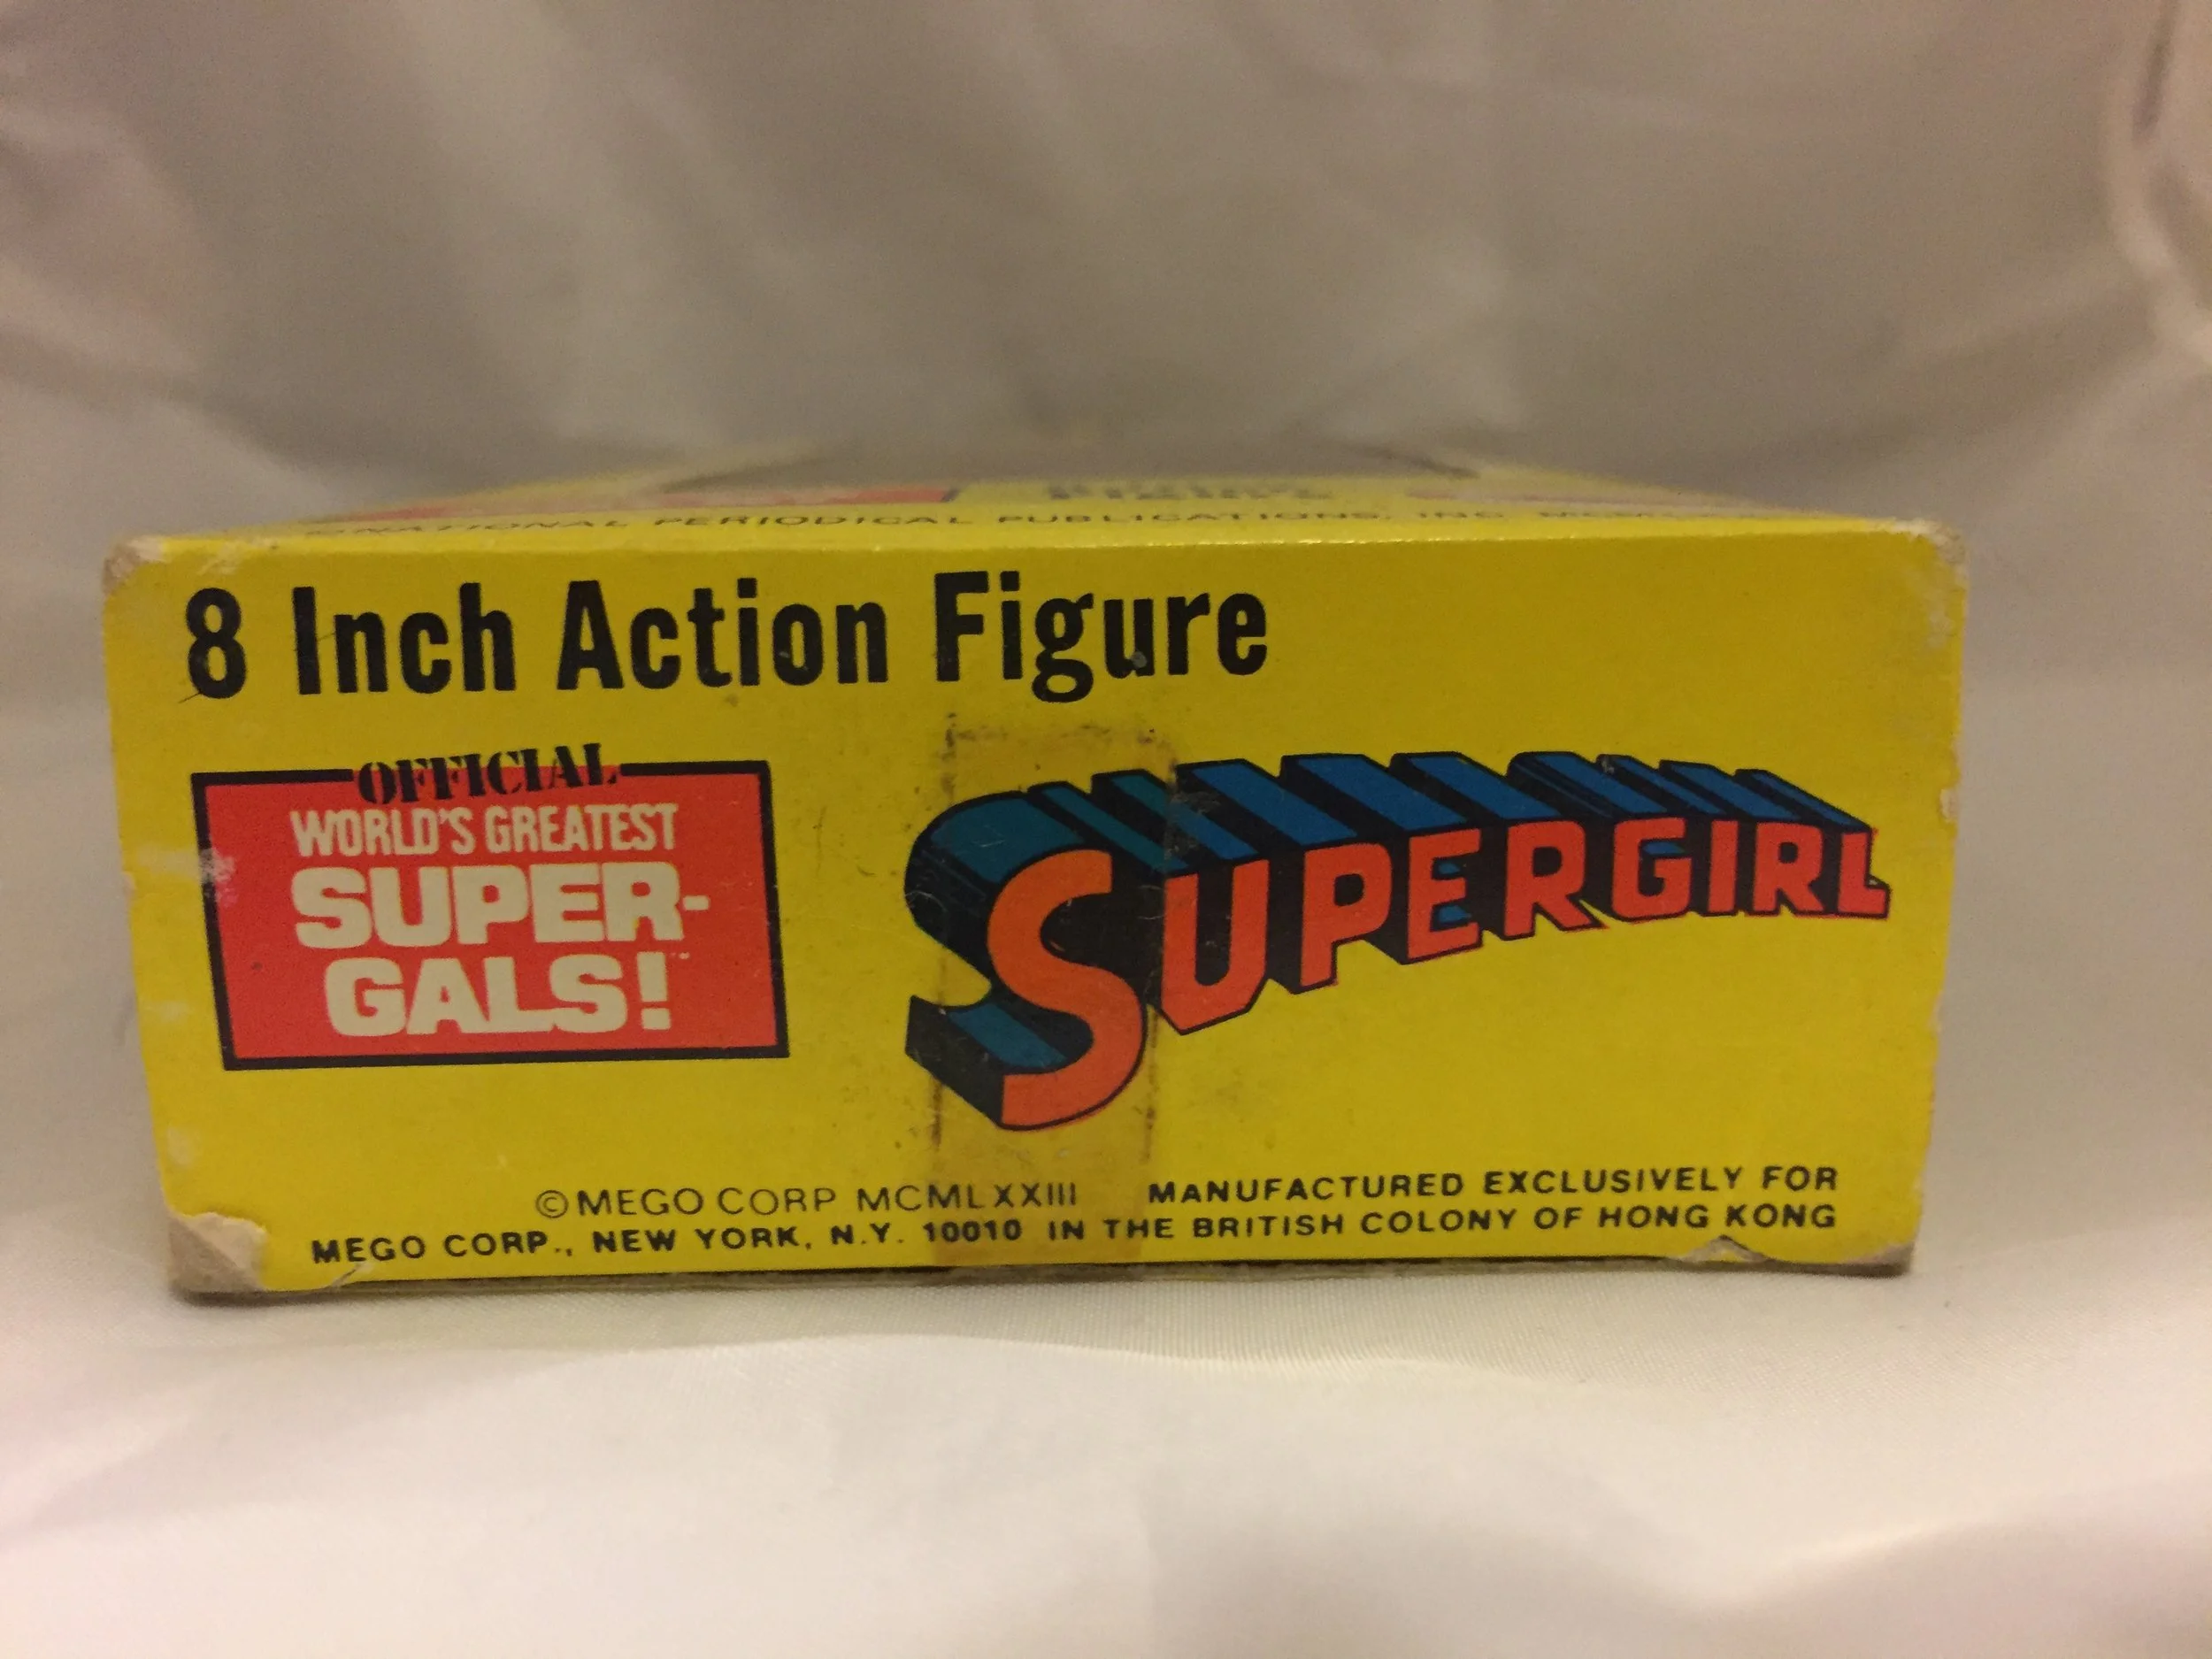 NATIONAL PERIODICAL PUBLICATIONS, INC
8 Inch Action Figure
OFFICIAL
WORLD'S GREATEST
SUPER-
GALS!
SUPERGIRL
©MEGO CORP MCMLXXIII MANUFACTURED EXCLUSIVELY FOR
MEGO CORP., NEW YORK, N.Y. 10010 IN THE BRITISH COLONY OF HONG KONG